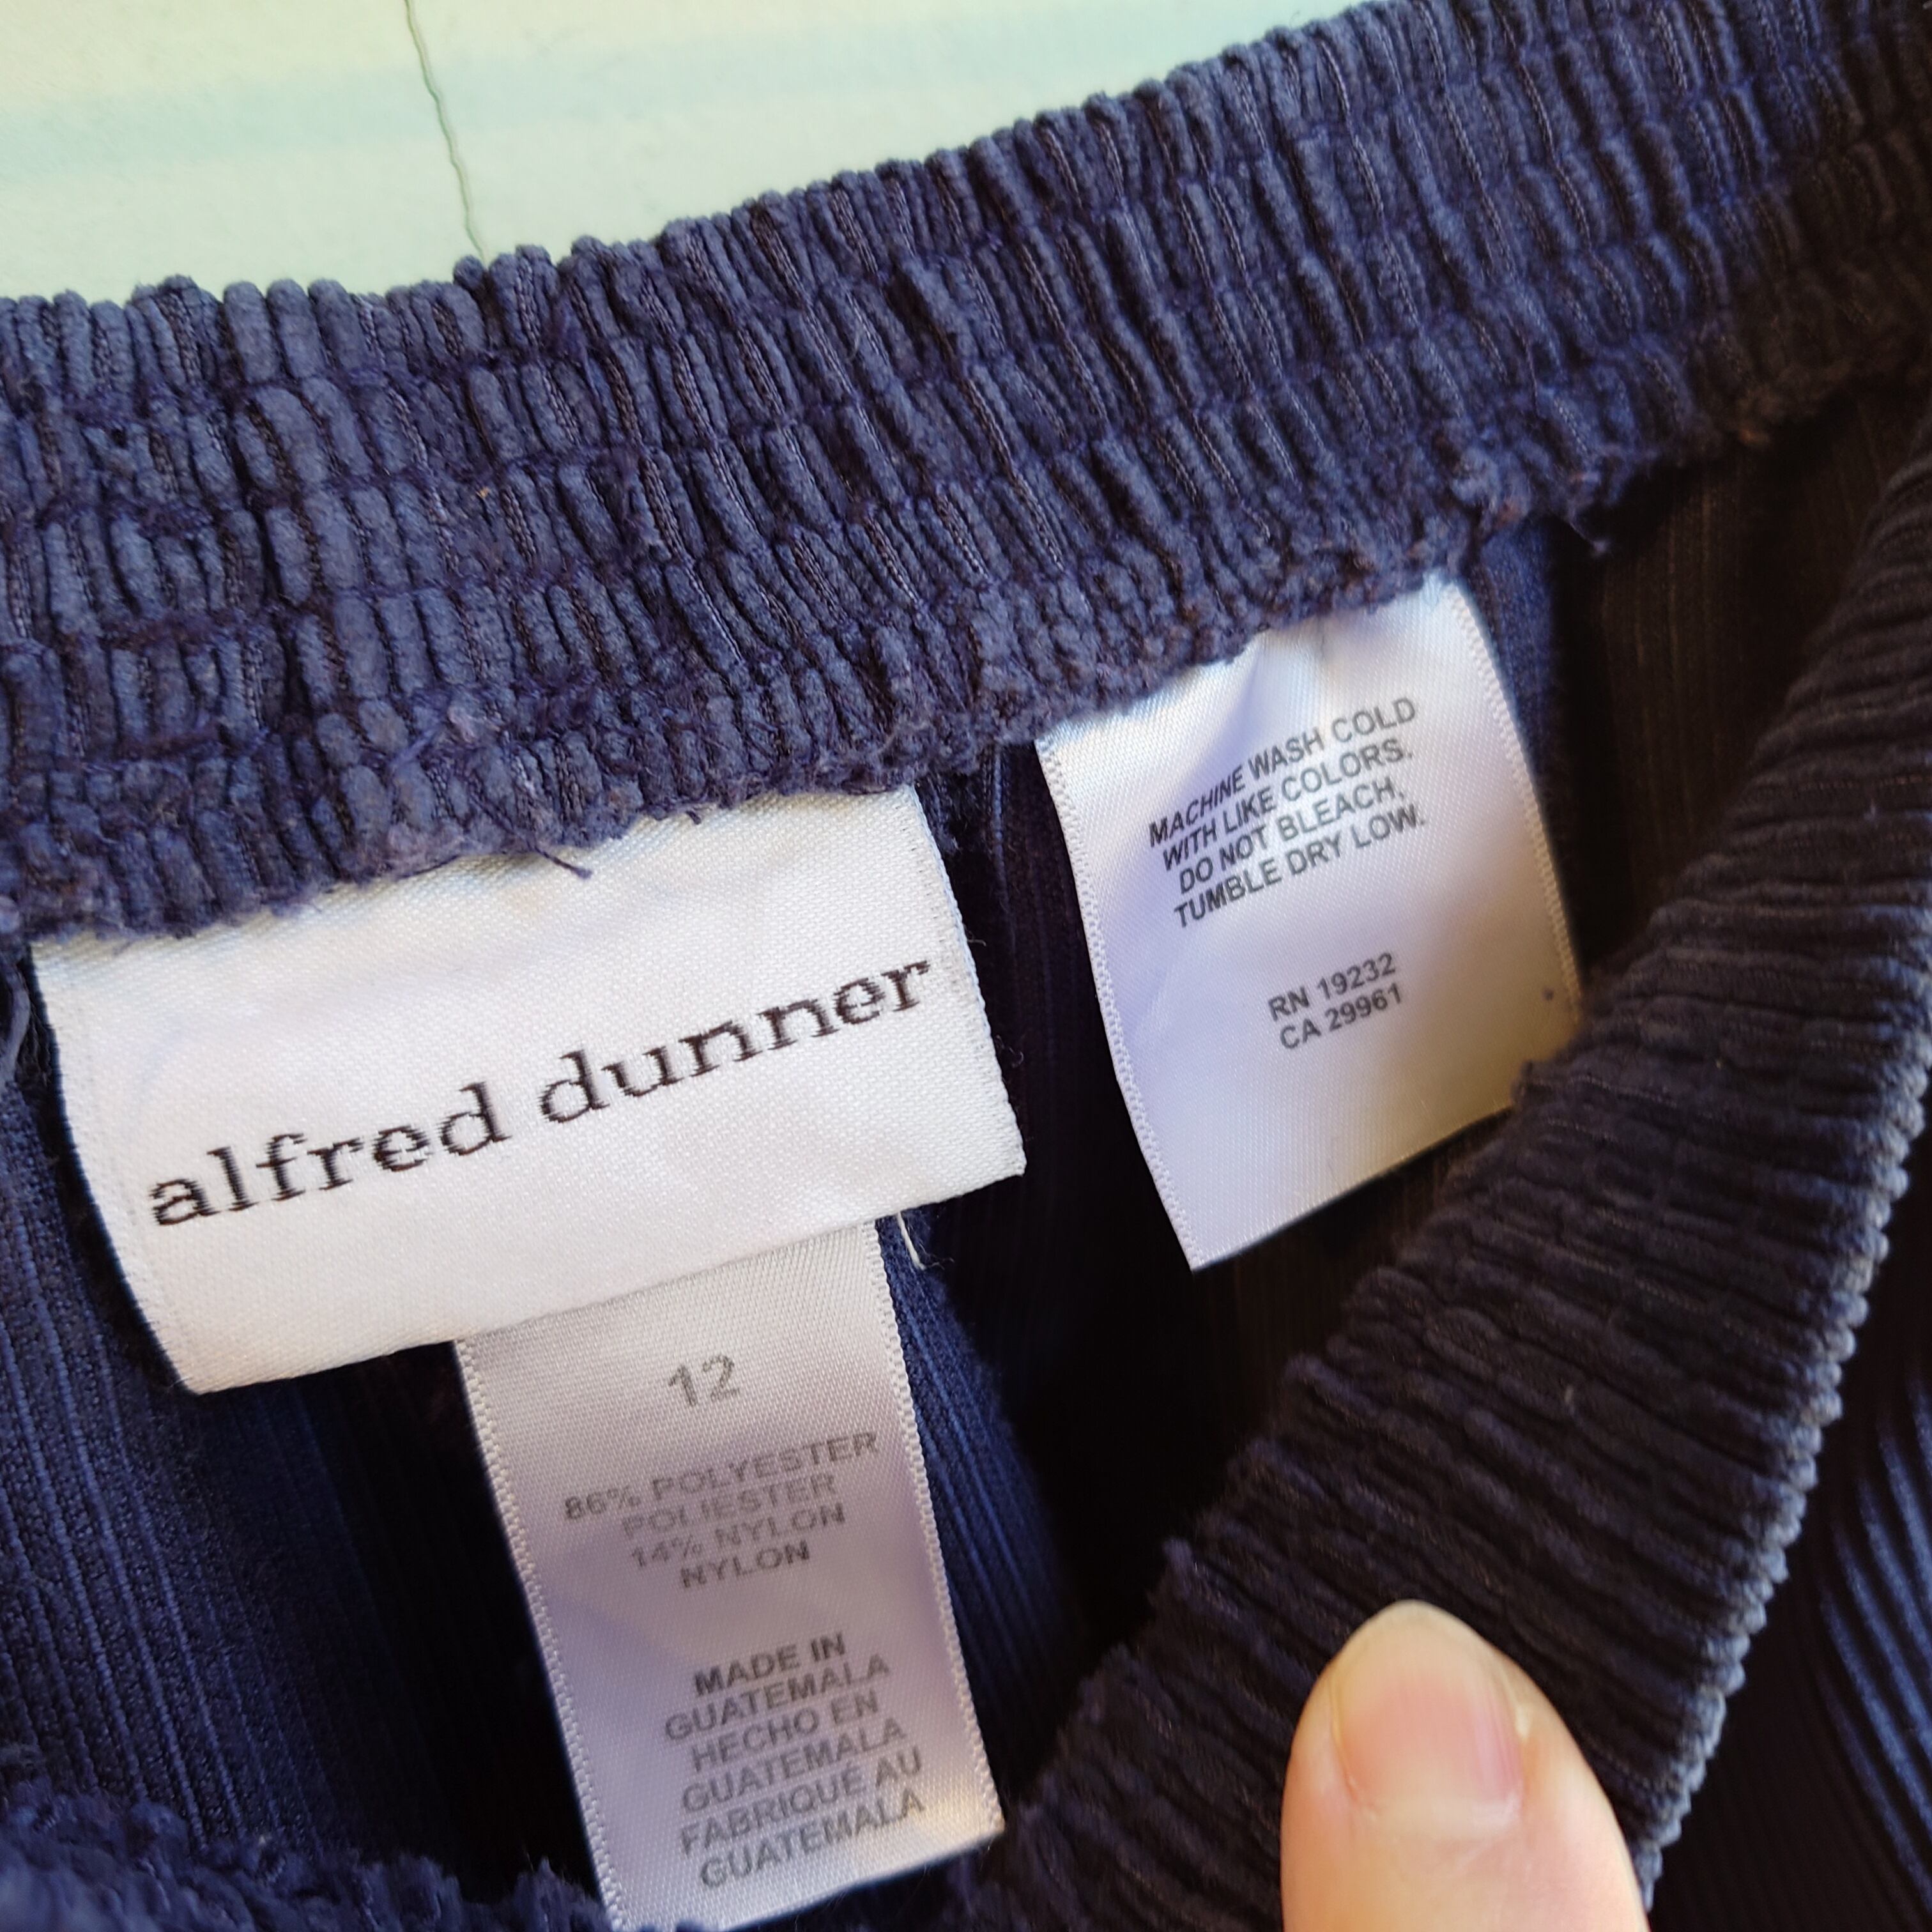 alfred dunner
12
86% POLYESTER
POLIESTER
14% NYLON
NYLON
MADE IN
GUATEMALA
HECHO EN
GUATEMALA
FABRIQUÉ AU
GUATEMALA
MACHINE WASH COLD
WITH LIKE COLORS.
DO NOT BLEACH.
TUMBLE DRY LOW.
RN 19232
CA 29961